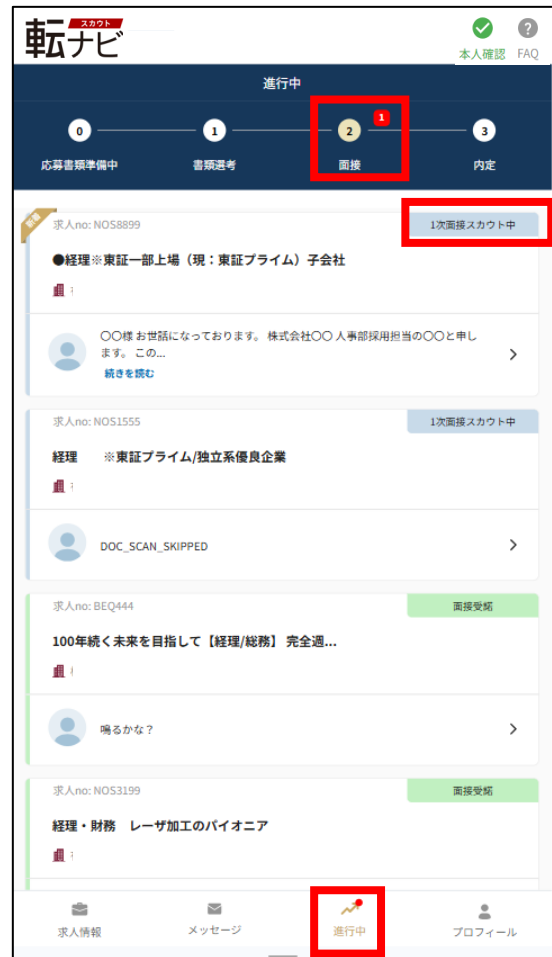 スカウト
転ナビ
本人確認 FAQ
進行中
0 1 2 1 3
応募書類準備中 書類選考 面接 内定
新着
求人no: NOS8899 1次面接スカウト中
●経理※東証一部上場（現：東証プライム）子会社
〇〇様 お世話になっております。 株式会社〇〇 人事部採用担当の〇〇と申し
ます。 この...
続きを読む
求人no: NOS1555 1次面接スカウト中
経理　　※東証プライム/独立系優良企業
DOC_SCAN_SKIPPED
求人no: BEQ444 面接受諾
100年続く未来を目指して【経理/総務】 完全週...
鳴るかな？
求人no: NOS3199 面接受諾
経理・財務　レーザ加工のパイオニア
求人情報 メッセージ 進行中 プロフィール